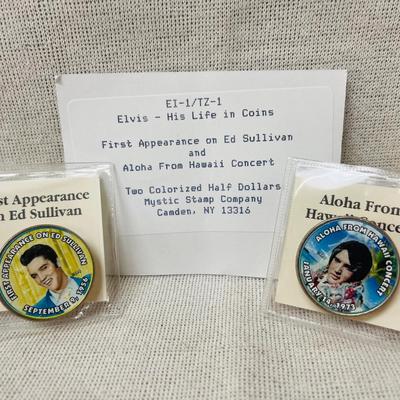 EI-1/TZ-1
Elvis - His Life in Coins
First Appearance on Ed Sullivan
and
Aloha From Hawaii Concert
Two Colorized Half Dollars
Mystic Stamp Company
Camden, NY 13316
st Appearance
n Ed Sullivan
FIRST APPEARANCE ON ED SULLIVAN
SEPTEMBER 9, 1956
Aloha From
Hawaii Concer
ALOHA FROM HAWAII CONCERT
JANUARY 14, 1973